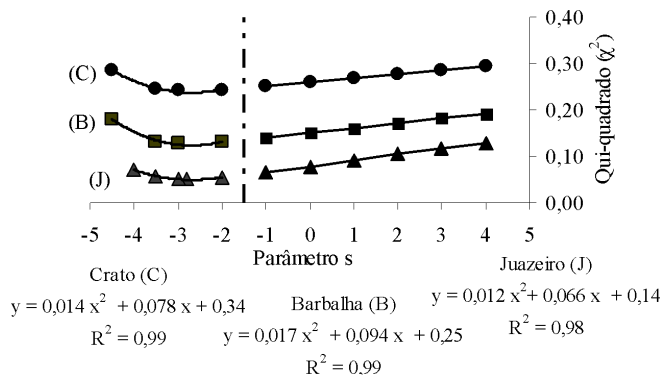 0,40
0,30
0,20
0,10
0,00
Qui-quadrado (χ²)
(C)
(B)
(J)
-5 -4 -3 -2 -1 0 1 2 3 4 5
Parâmetro s
Crato (C)
y = 0,014 x² + 0,078 x + 0,34
R² = 0,99
Barbalha (B)
y = 0,017 x² + 0,094 x + 0,25
R² = 0,99
Juazeiro (J)
y = 0,012 x² + 0,066 x + 0,14
R² = 0,98